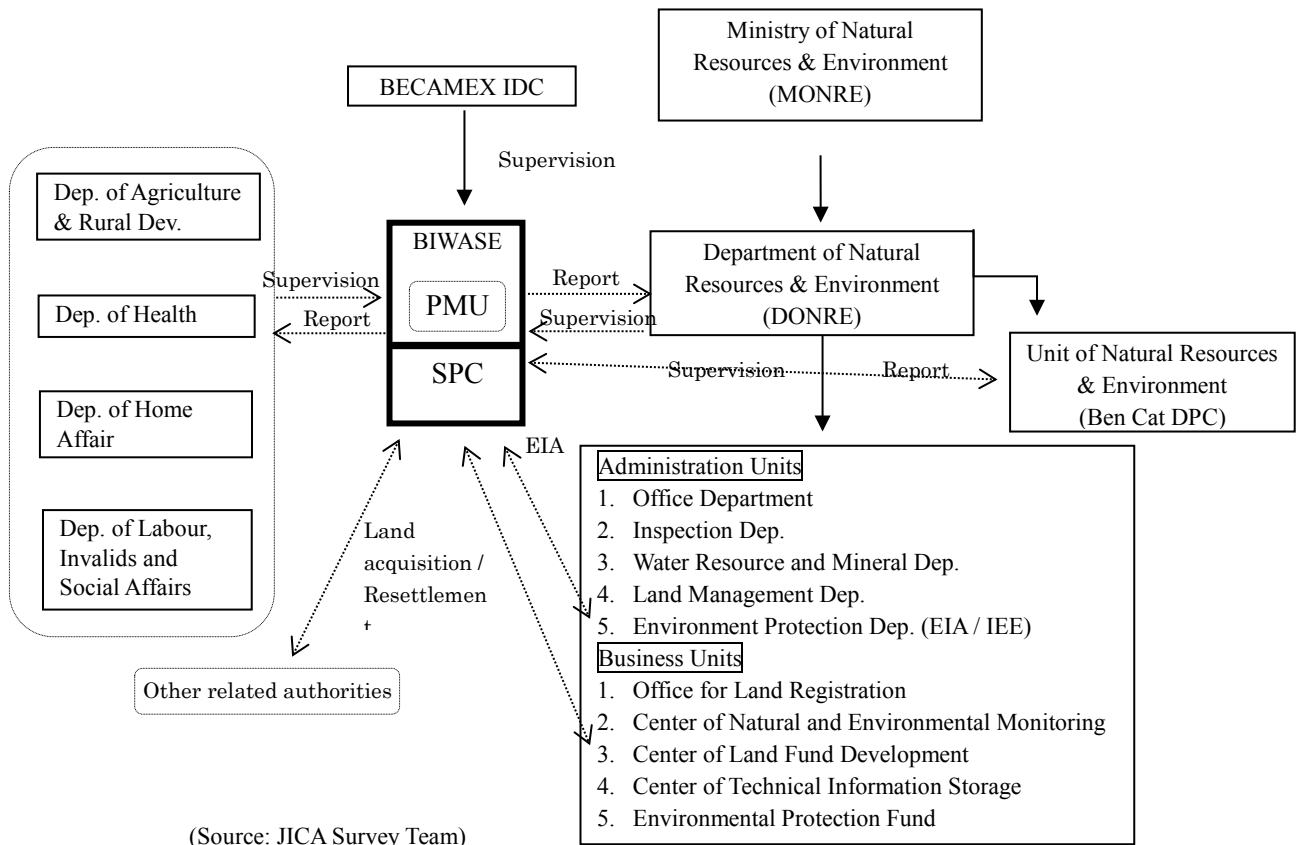 Ministry of Natural
Resources & Environment
(MONRE)
BECAMEX IDC
Supervision
Dep. of Agriculture
& Rural Dev.
Dep. of Health
Dep. of Home
Affair
Dep. of Labour,
Invalids and
Social Affairs
Supervision
Report
BIWASE
PMU
SPC
Report
Supervision
Department of Natural
Resources & Environment
(DONRE)
Supervision
Report
Unit of Natural Resources
& Environment
(Ben Cat DPC)
EIA
Land
acquisition /
Resettlemen
t
Other related authorities
Administration Units
1. Office Department
2. Inspection Dep.
3. Water Resource and Mineral Dep.
4. Land Management Dep.
5. Environment Protection Dep. (EIA / IEE)
Business Units
1. Office for Land Registration
2. Center of Natural and Environmental Monitoring
3. Center of Land Fund Development
4. Center of Technical Information Storage
5. Environmental Protection Fund
(Source: JICA Survey Team)